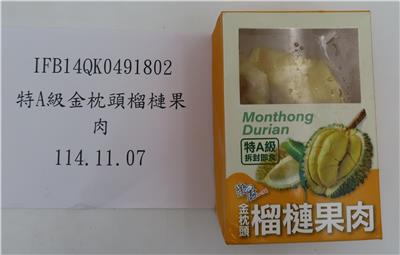 IFB14QK0491802
特A級金枕頭榴槤果
肉
114.11.07
Monthong
Durian
特A級
拆封即食
金枕頭
榴槤果肉